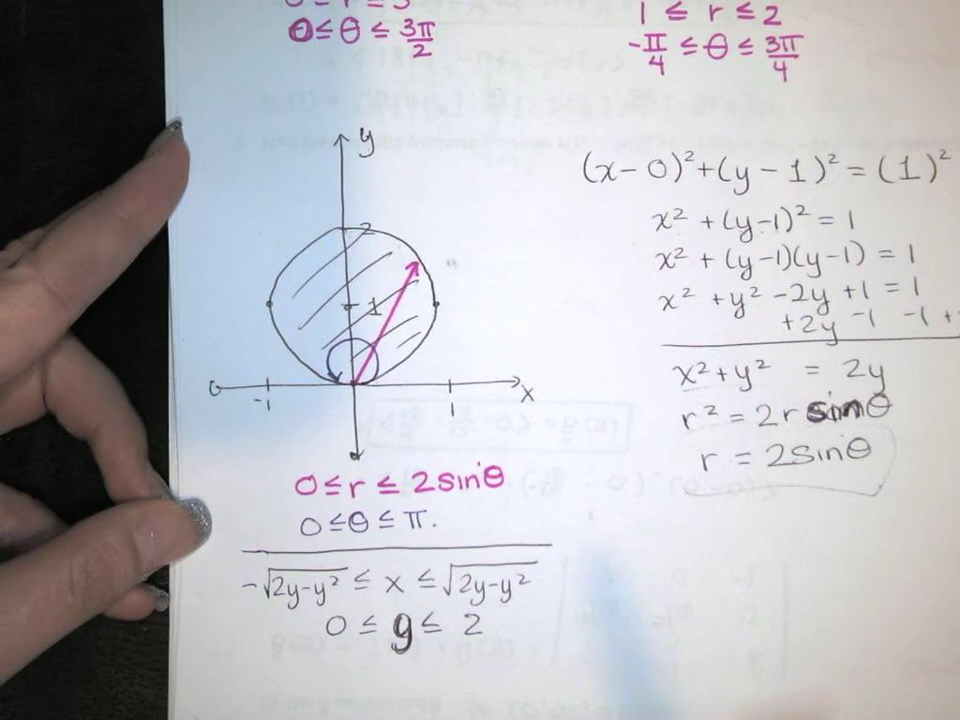 0 ≤ θ ≤ 3π/2
1 ≤ r ≤ 2
-π/4 ≤ θ ≤ 3π/4
y
2
1
-1
1
x
0 ≤ r ≤ 2sinθ
0 ≤ θ ≤ π.
-√2y-y² ≤ x ≤ √2y-y²
0 ≤ y ≤ 2
(x-0)²+(y-1)²=(1)²
x²+(y-1)²=1
x²+(y-1)(y-1)=1
x²+y²-2y+1=1
+2y -1 -1 +
x²+y² = 2y
r²=2r sinθ
r = 2sinθ